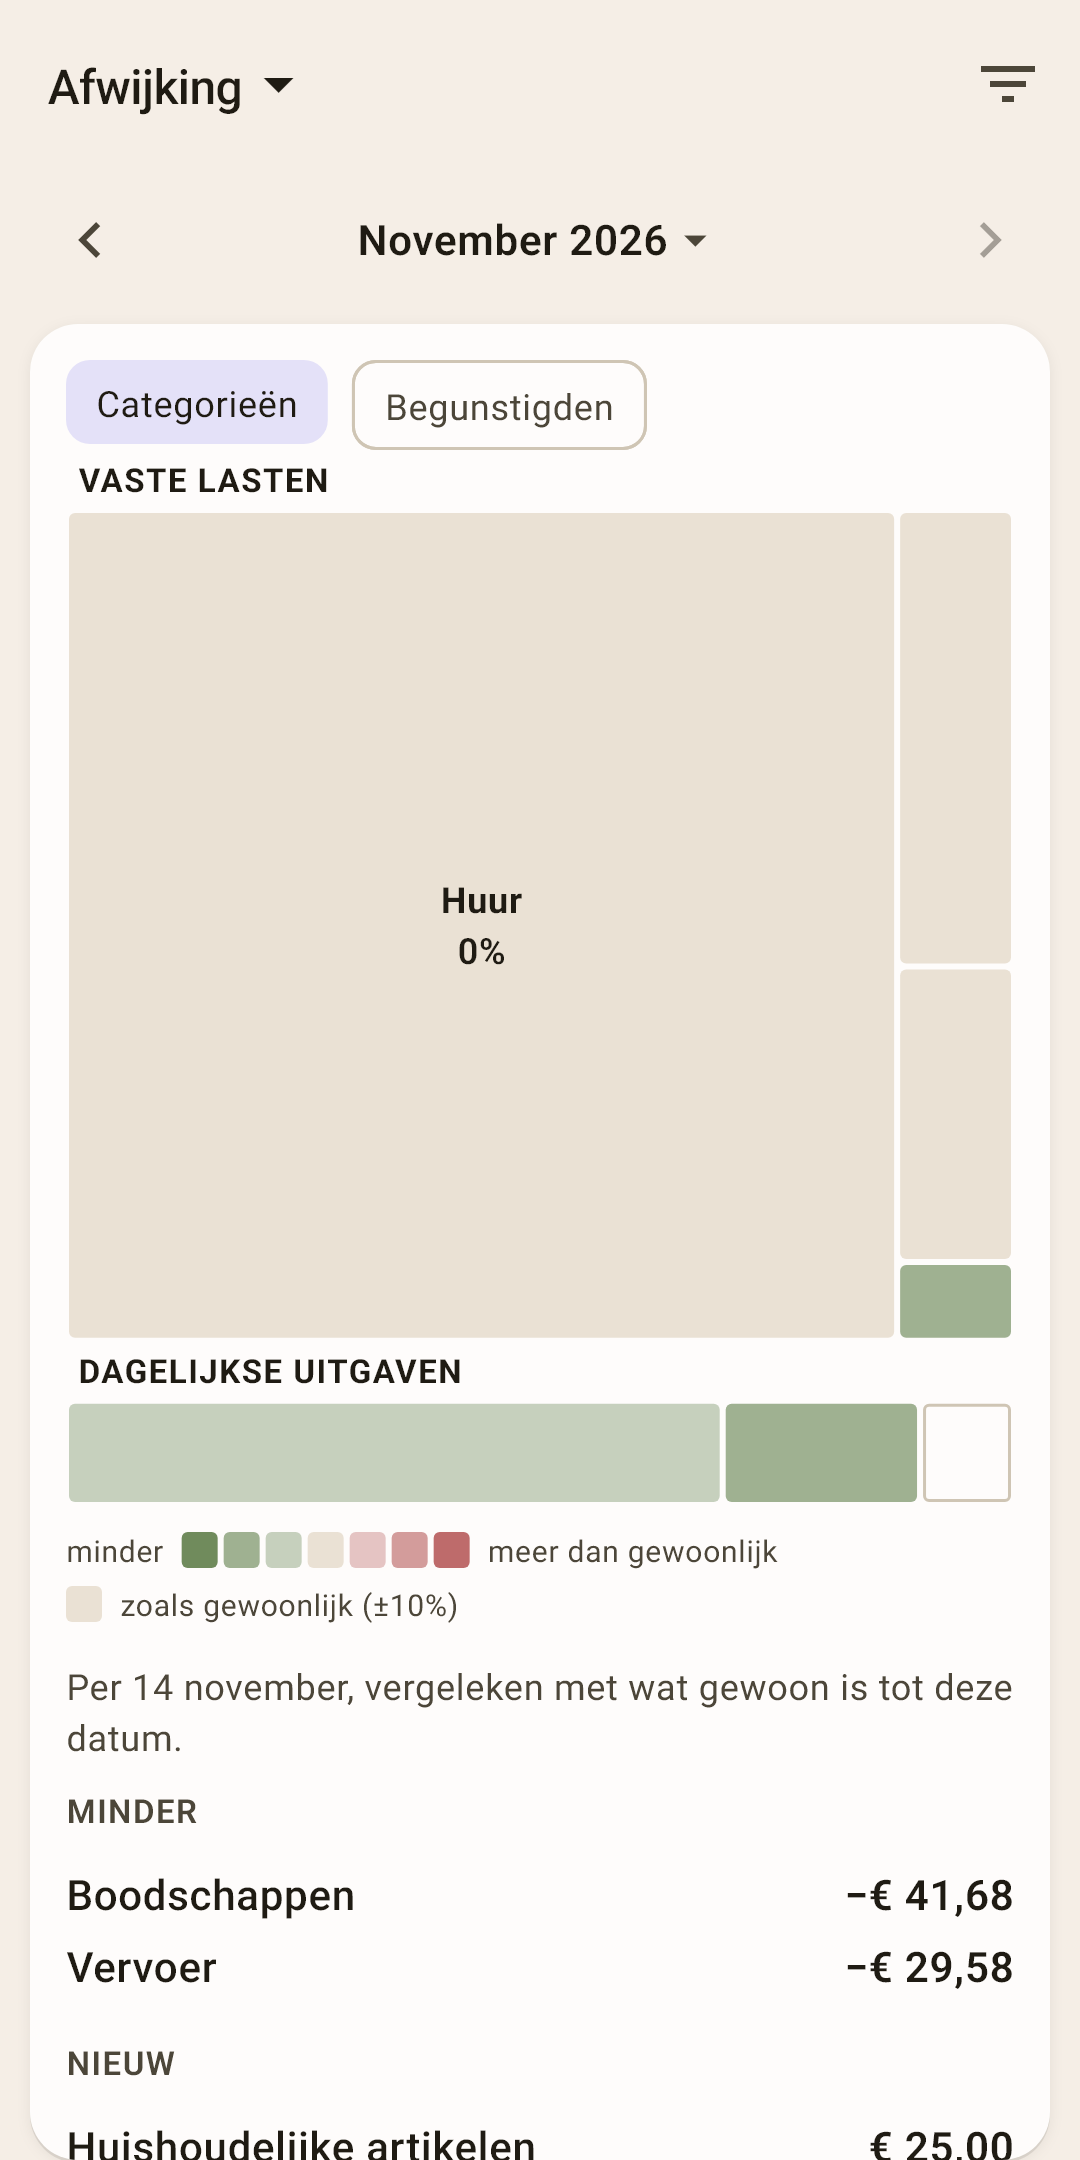 Afwijking
November 2026
Categorieën
Begunstigden
VASTE LASTEN
Huur
0%
DAGELIJKSE UITGAVEN
minder
meer dan gewoonlijk
zoals gewoonlijk (±10%)
Per 14 november, vergeleken met wat gewoon is tot deze
datum.
MINDER
Boodschappen −€ 41,68
Vervoer −€ 29,58
NIEUW
Huishoudelijke artikelen € 25,00